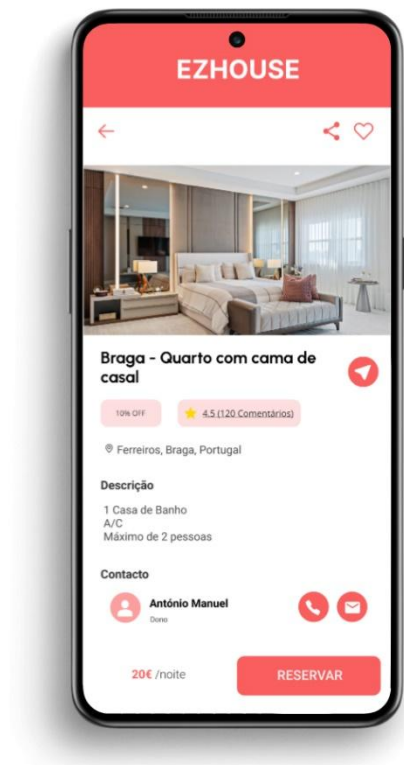 EZHOUSE
Braga - Quarto com cama de
casal
10% OFF
4.5 (120 Comentários)
Ferreiros, Braga, Portugal
Descrição
1 Casa de Banho
A/C
Máximo de 2 pessoas
Contacto
António Manuel
Dono
20€ /noite
RESERVAR